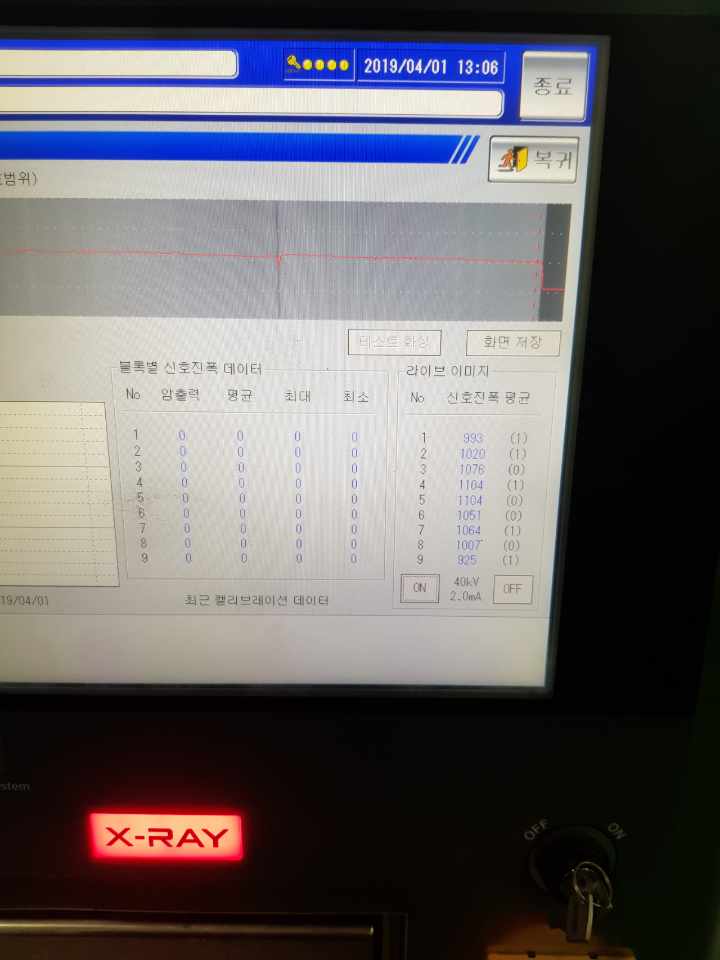 2019/04/01 13:06
종료
복귀
범위)
테스트 화상
화면 저장
블록별 신호진폭 데이터
No 암출력 평균 최대 최소
1 0 0 0 0
2 0 0 0 0
3 0 0 0 0
4 0 0 0 0
5 0 0 0 0
6 0 0 0 0
7 0 0 0 0
8 0 0 0 0
9 0 0 0 0
최근 캘리브레이션 데이터
라이브 이미지
No 신호진폭 평균
1 993 (1)
2 1020 (1)
3 1076 (0)
4 1104 (1)
5 1104 (0)
6 1051 (0)
7 1064 (1)
8 1007 (0)
9 925 (1)
ON 40kV 2.0mA OFF
19/04/01
stem
X-RAY
OFF ON